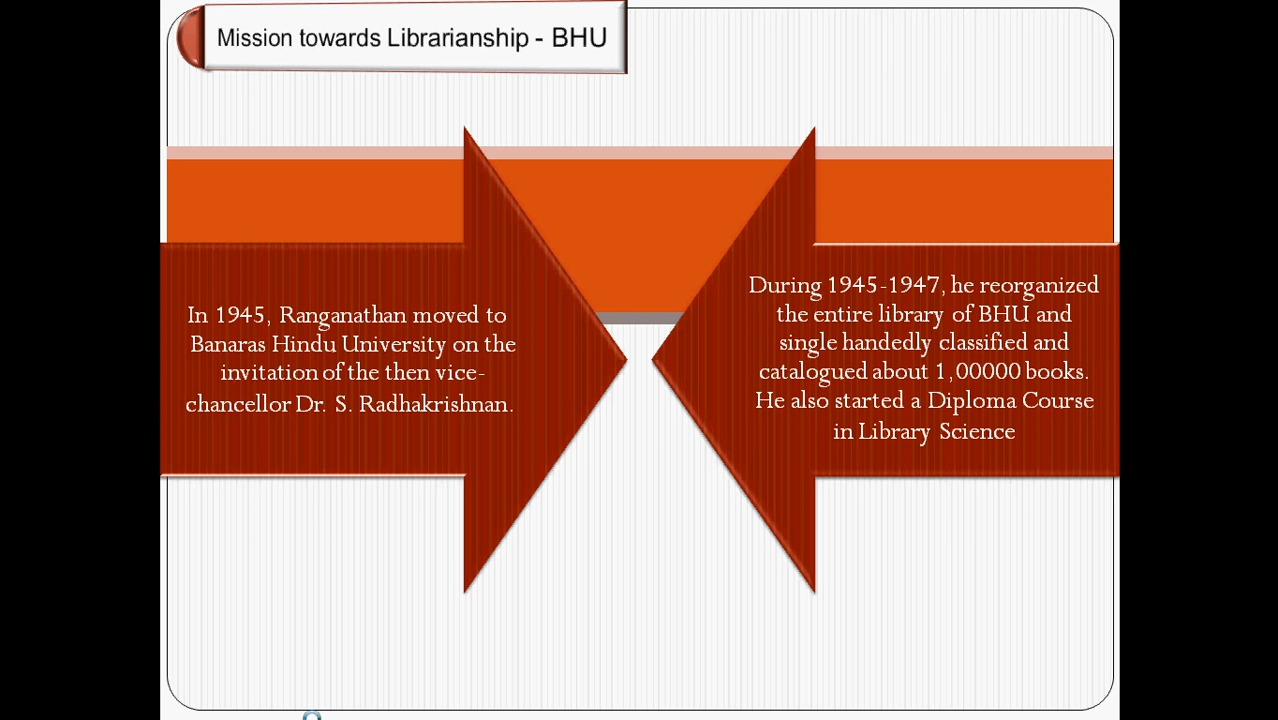 Mission towards Librarianship - BHU
In 1945, Ranganathan moved to
Banaras Hindu University on the
invitation of the then vice-
chancellor Dr. S. Radhakrishnan.
During 1945-1947, he reorganized
the entire library of BHU and
single handedly classified and
catalogued about 1,00000 books.
He also started a Diploma Course
in Library Science